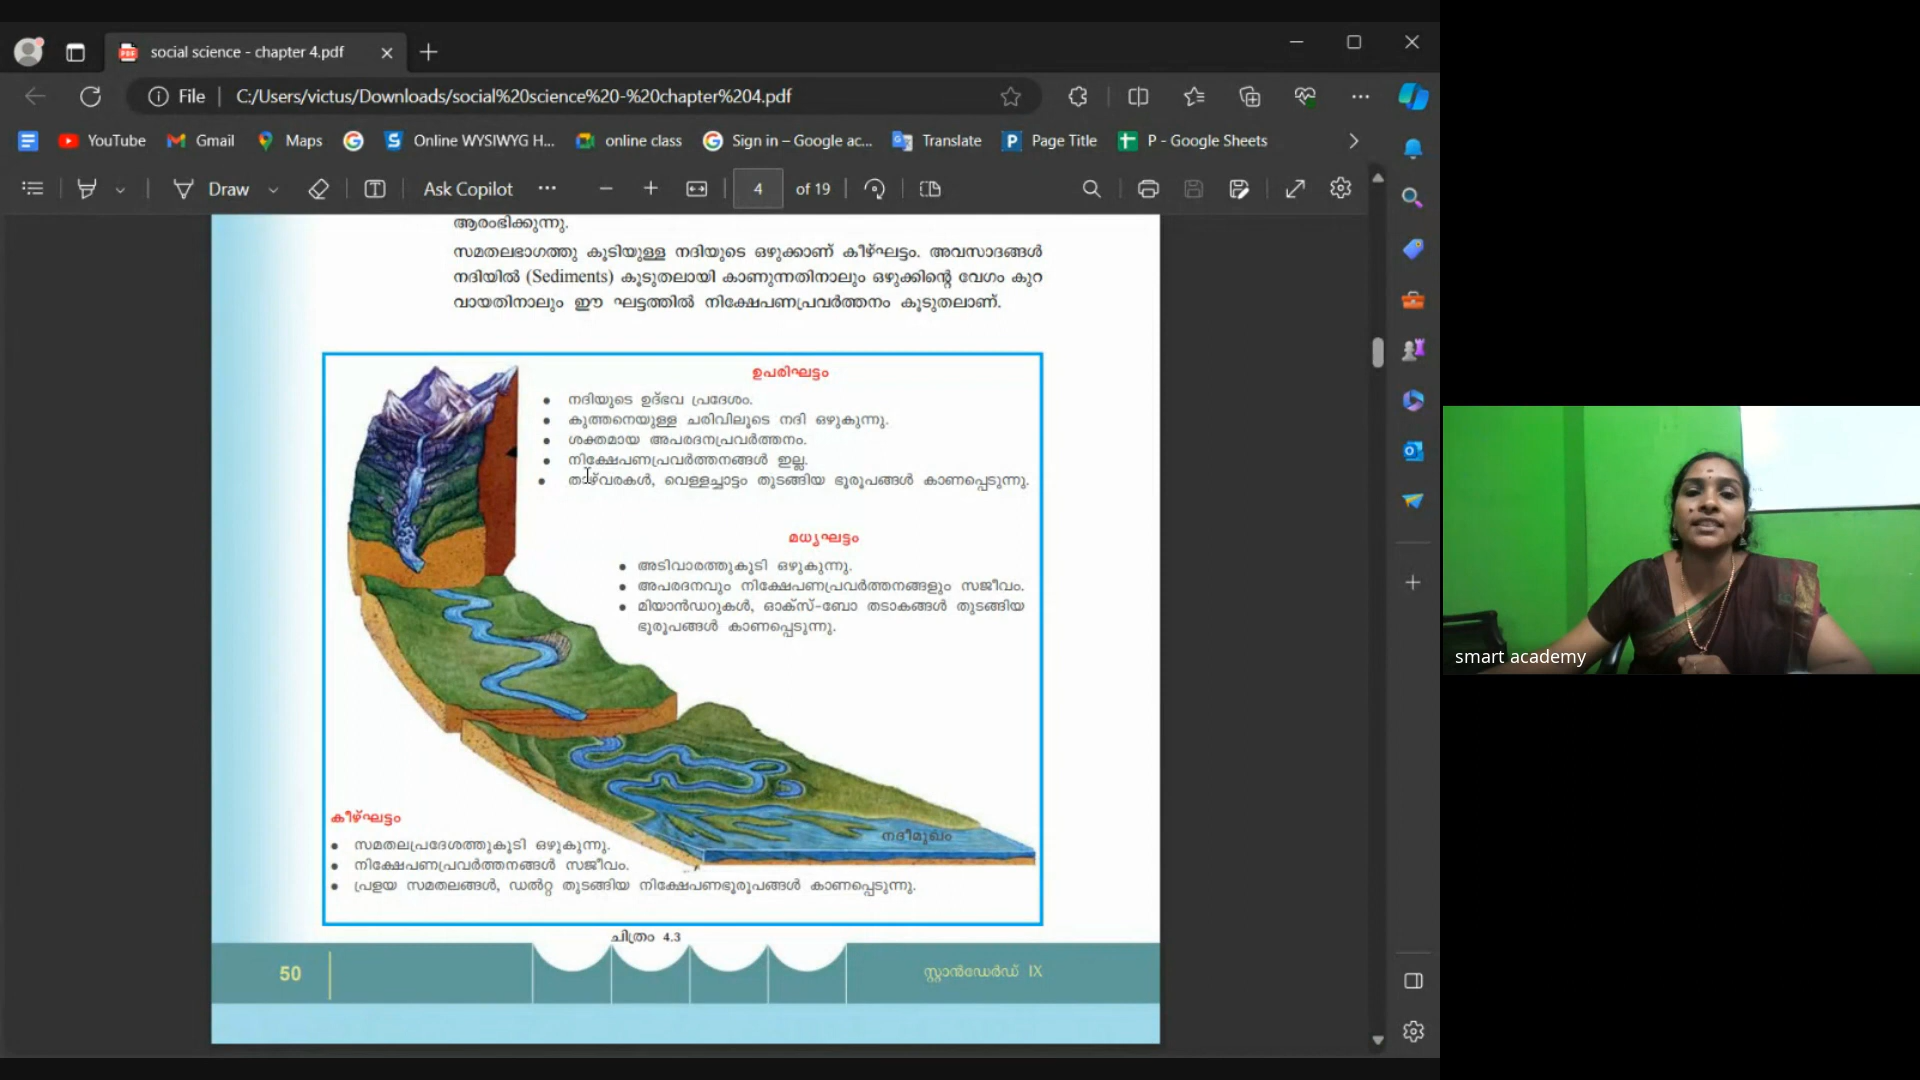 social science - chapter 4.pdf
File
C:/Users/victus/Downloads/social%20science%20-%20chapter%204.pdf
YouTube
Gmail
Maps
Online WYSIWYG H...
online class
Sign in – Google ac...
Translate
Page Title
P - Google Sheets
Draw
Ask Copilot
4 of 19
ആരംഭിക്കുന്നു.
സമതലഭാഗത്തു കൂടിയുള്ള നദിയുടെ ഒഴുക്കാണ് കീഴ്ഘട്ടം. അവസാദങ്ങൾ
നദിയിൽ (Sediments) കൂടുതലായി കാണുന്നതിനാലും ഒഴുക്കിന്റെ വേഗം കുറ
വായതിനാലും ഈ ഘട്ടത്തിൽ നിക്ഷേപണപ്രവർത്തനം കൂടുതലാണ്.
ഉപരിഘട്ടം
• നദിയുടെ ഉദ്ഭവ പ്രദേശം.
• കുത്തനെയുള്ള ചരിവിലൂടെ നദി ഒഴുകുന്നു.
• ശക്തമായ അപരദനപ്രവർത്തനം.
• നിക്ഷേപണപ്രവർത്തനങ്ങൾ ഇല്ല.
• താഴ്വരകൾ, വെള്ളച്ചാട്ടം തുടങ്ങിയ ഭൂരൂപങ്ങൾ കാണപ്പെടുന്നു.
മധ്യഘട്ടം
• അടിവാരത്തുകൂടി ഒഴുകുന്നു.
• അപരദനവും നിക്ഷേപണപ്രവർത്തനങ്ങളും സജീവം.
• മിയാൻഡറുകൾ, ഓക്സ്-ബോ തടാകങ്ങൾ തുടങ്ങിയ
ഭൂരൂപങ്ങൾ കാണപ്പെടുന്നു.
smart academy
കീഴ്ഘട്ടം
നദീമുഖം
• സമതലപ്രദേശത്തുകൂടി ഒഴുകുന്നു.
• നിക്ഷേപണപ്രവർത്തനങ്ങൾ സജീവം.
• പ്രളയ സമതലങ്ങൾ, ഡൽറ്റ തുടങ്ങിയ നിക്ഷേപണഭൂരൂപങ്ങൾ കാണപ്പെടുന്നു.
ചിത്രം 4.3
50
സ്റ്റാൻഡേർഡ് IX